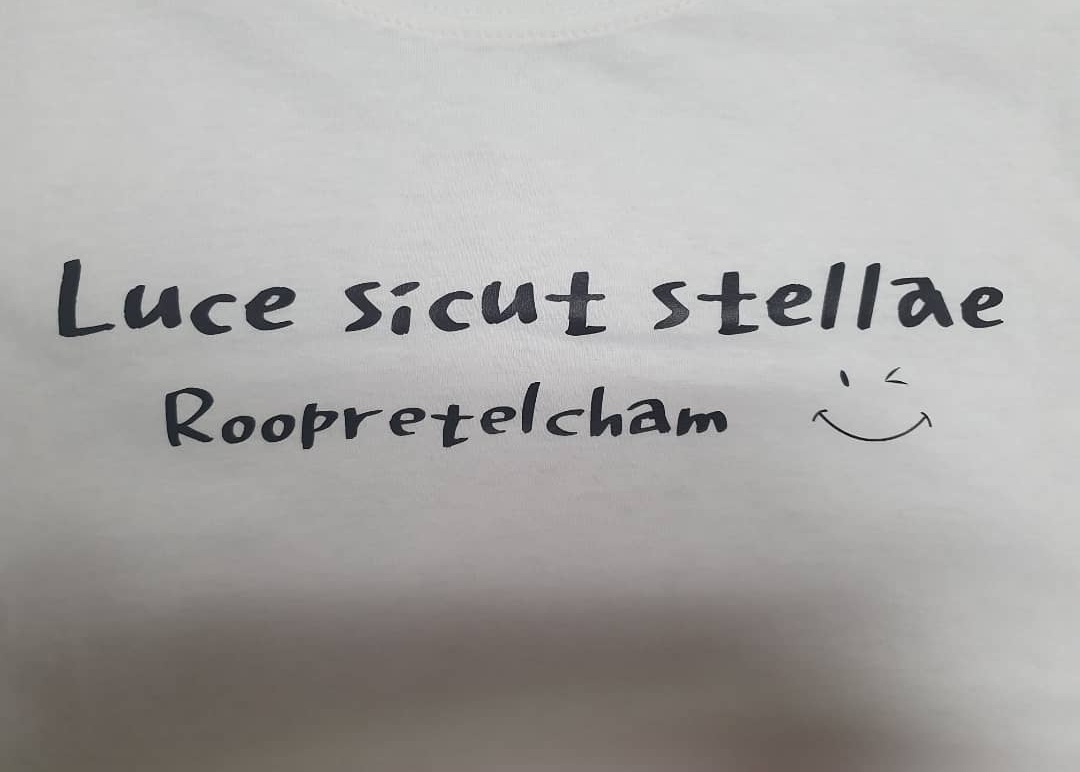 Luce sicut stellae
Roopretelcham